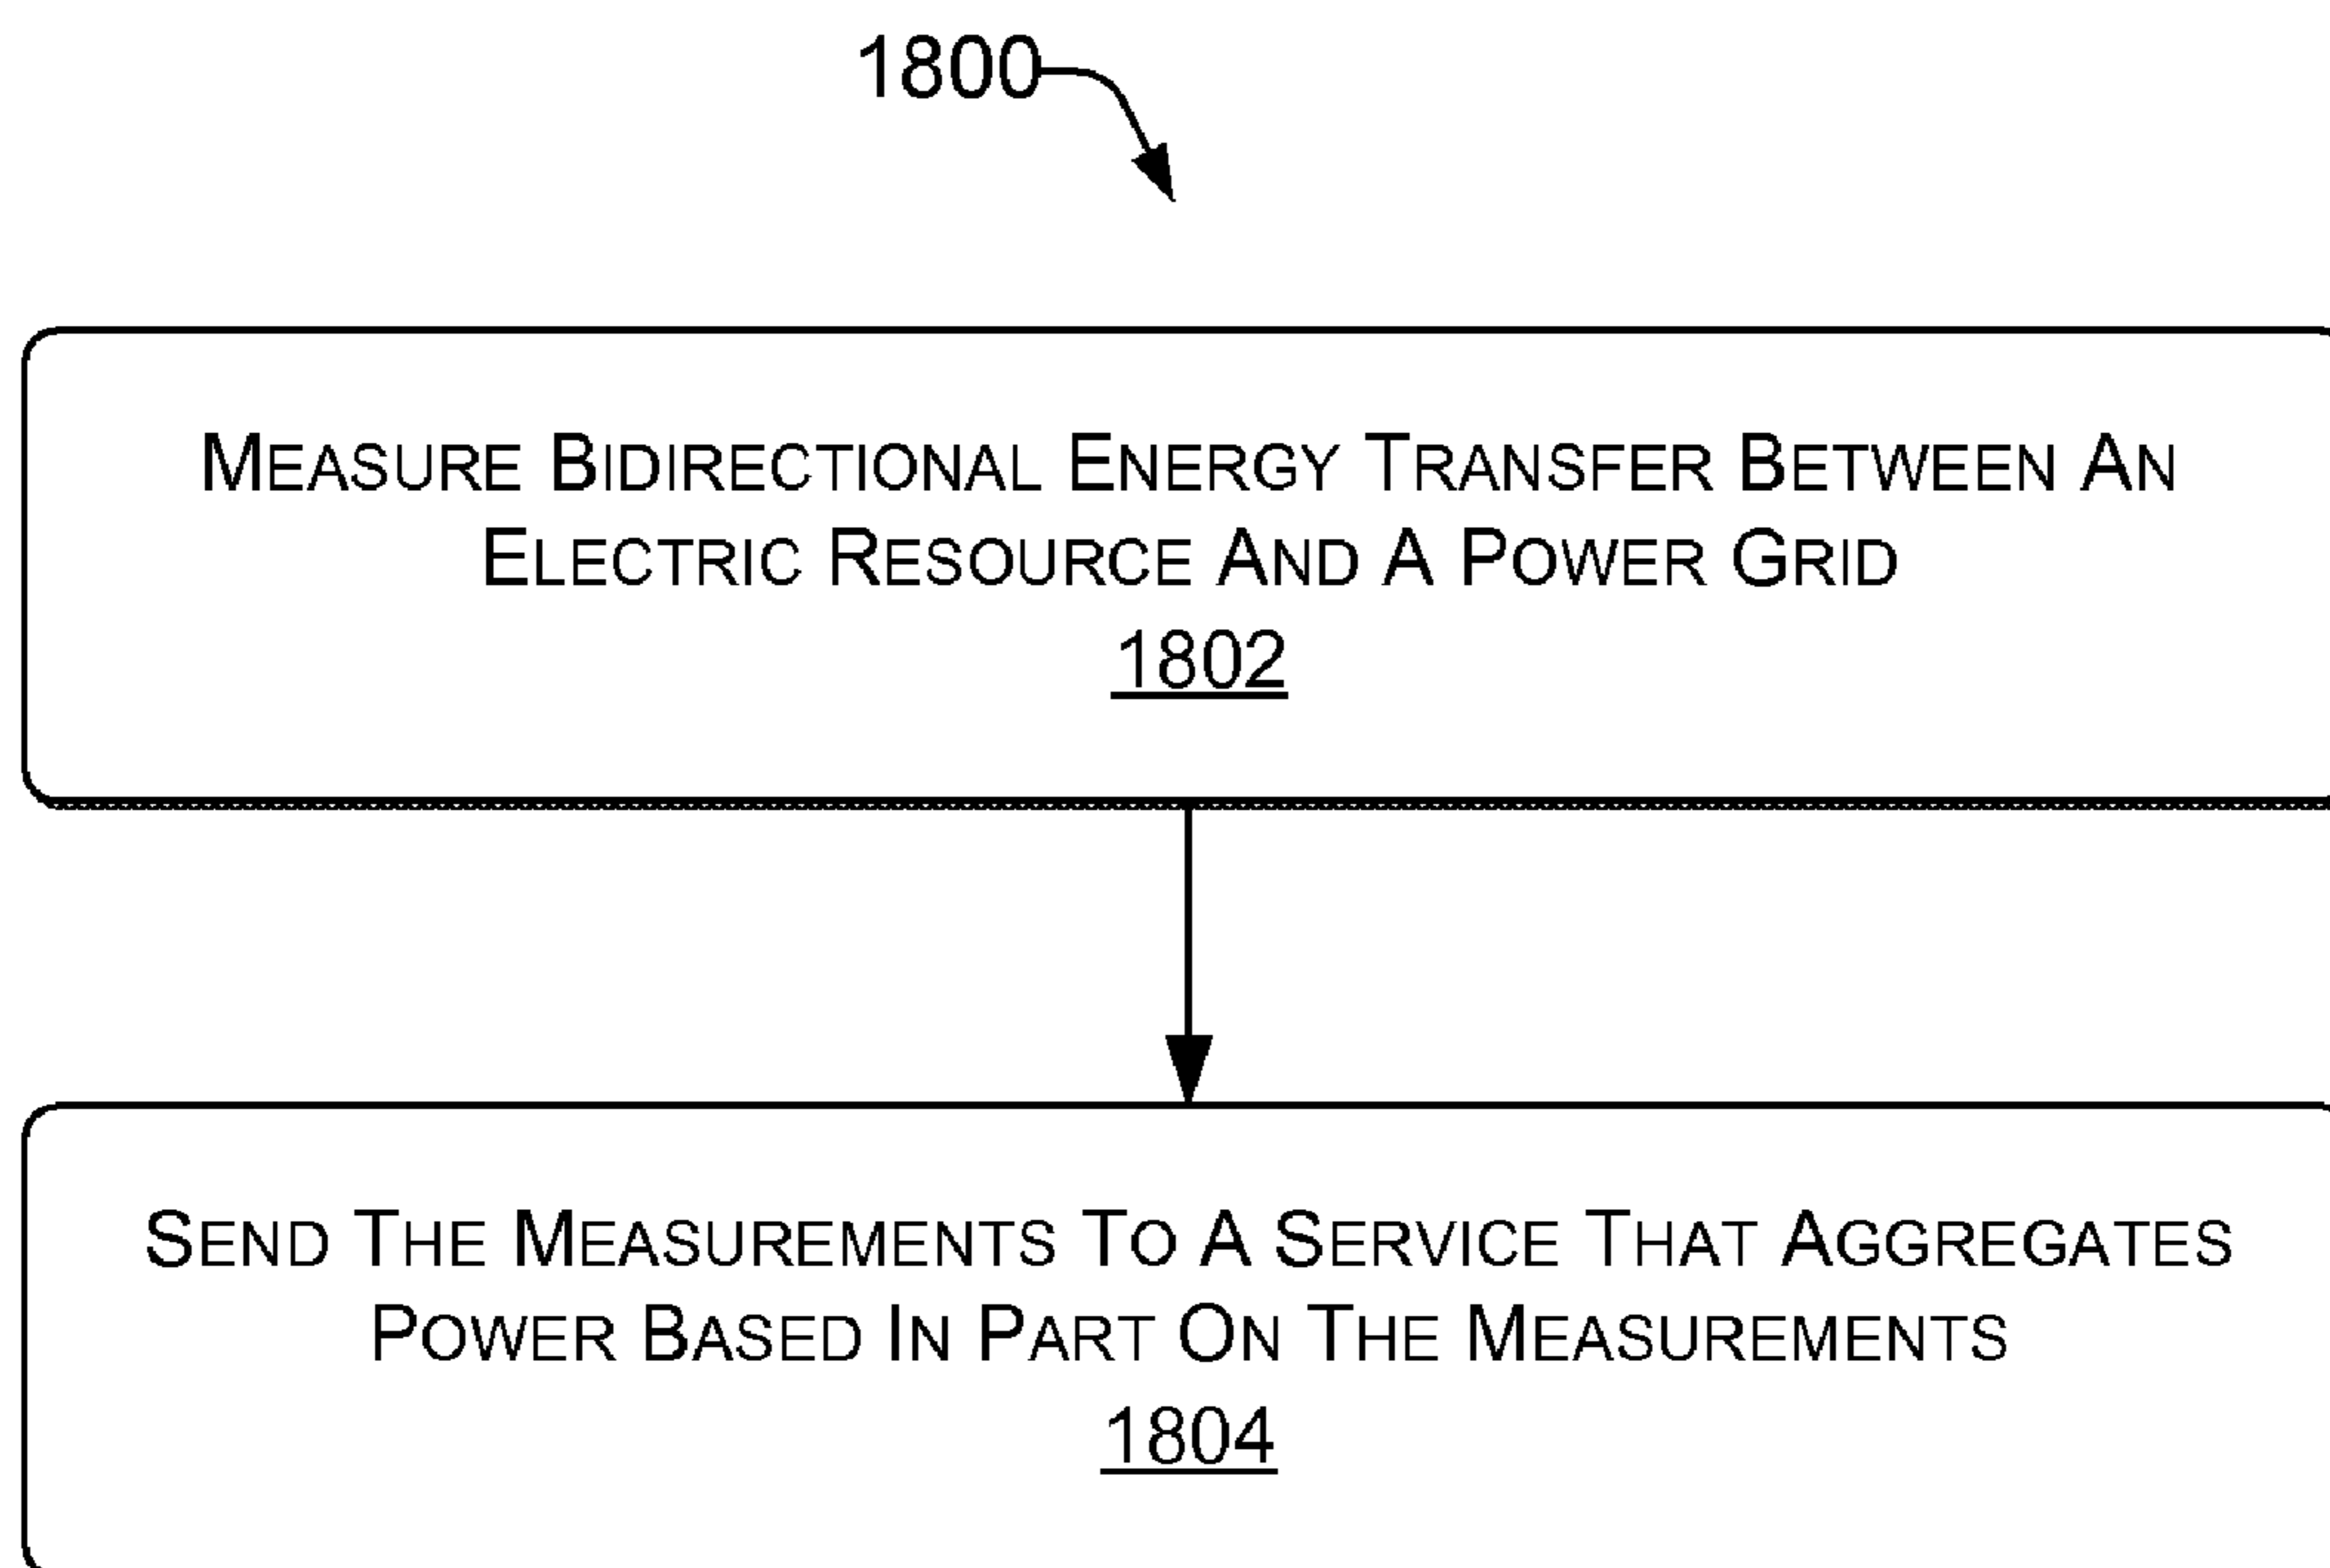 1800
MEASURE BIDIRECTIONAL ENERGY TRANSFER BETWEEN AN
ELECTRIC RESOURCE AND A POWER GRID
1802
SEND THE MEASUREMENTS TO A SERVICE THAT AGGREGATES
POWER BASED IN PART ON THE MEASUREMENTS
1804